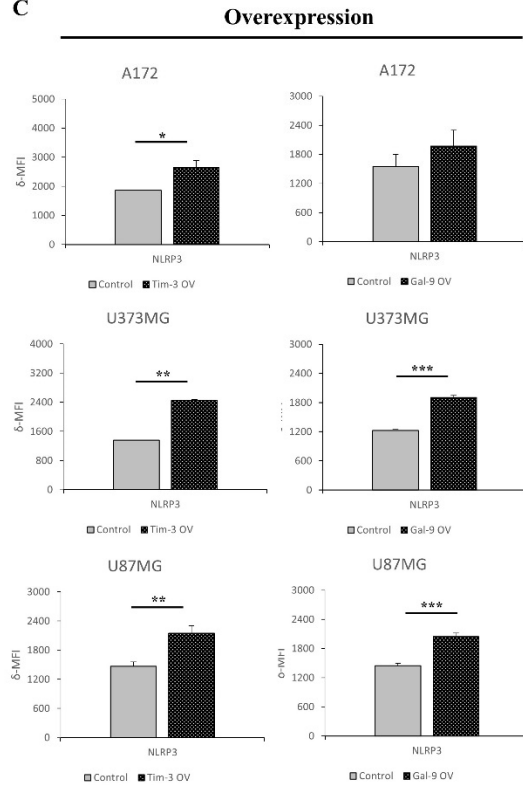 C
Overexpression
A172
5000
4000
3000
2000
1000
0
δ-MFI
*
NLRP3
Control Tim-3 OV
A172
3000
2400
1800
1200
600
0
NLRP3
Control Gal-9 OV
U373MG
4000
3200
2400
1600
800
0
δ-MFI
**
NLRP3
Control Tim-3 OV
U373MG
3000
2400
1800
1200
600
0
***
NLRP3
Control Gal-9 OV
U87MG
3000
2400
1800
1200
600
0
δ-MFI
**
NLRP3
Control Tim-3 OV
U87MG
3000
2400
1800
1200
600
0
δ-MFI
***
NLRP3
Control Gal-9 OV